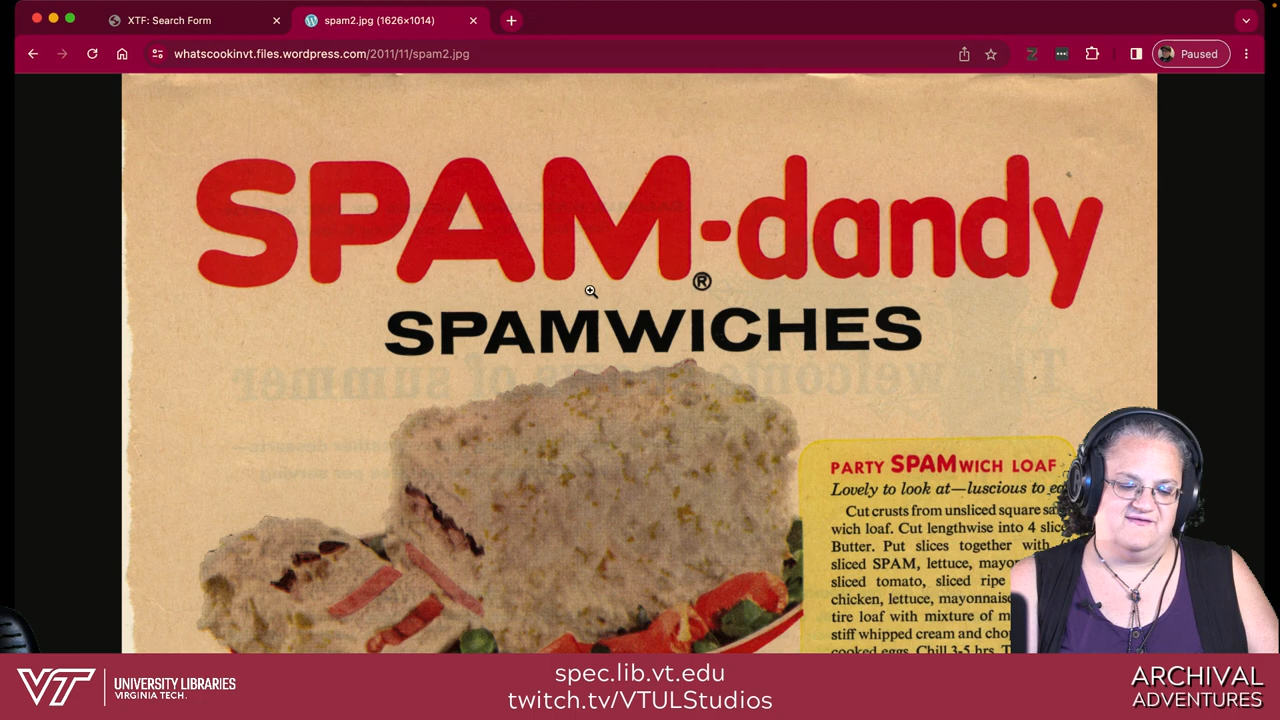 XTF: Search Form
spam2.jpg (1626×1014)
whatscookinvt.files.wordpress.com/2011/11/spam2.jpg
Paused
SPAM-dandy
®
SPAMWICHES
PARTY SPAMWICH LOAF
Lovely to look at—luscious to
Cut crusts from unsliced square
wich loaf. Cut lengthwise into 4
Butter. Put slices together with
sliced SPAM, lettuce,
sliced tomato, sliced ripe
chicken, lettuce, mayonnaise
tire loaf with mixture of
stiff whipped cream and
cooked eggs. Chill 3-5 hrs.
VT
UNIVERSITY LIBRARIES
VIRGINIA TECH.
spec.lib.vt.edu
twitch.tv/VTULStudios
ARCHIVAL
ADVENTURES